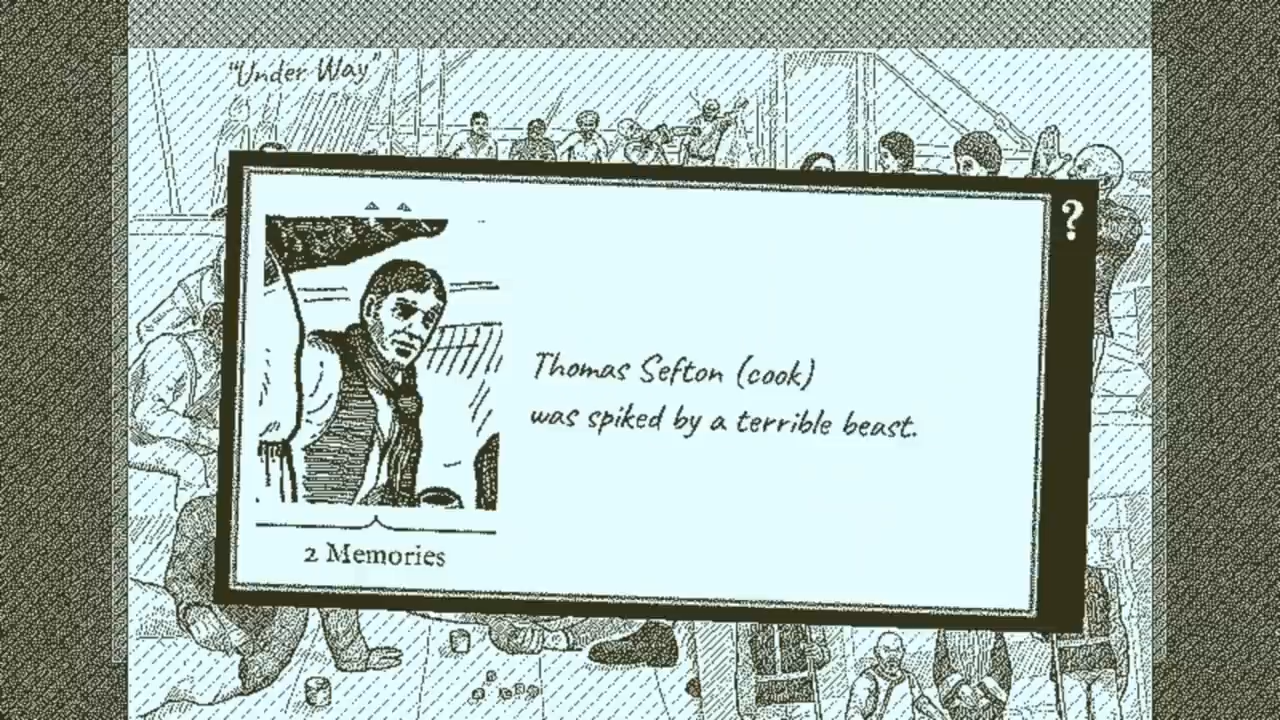 “Under Way”
?
Thomas Sefton (cook)
was spiked by a terrible beast.
2 Memories